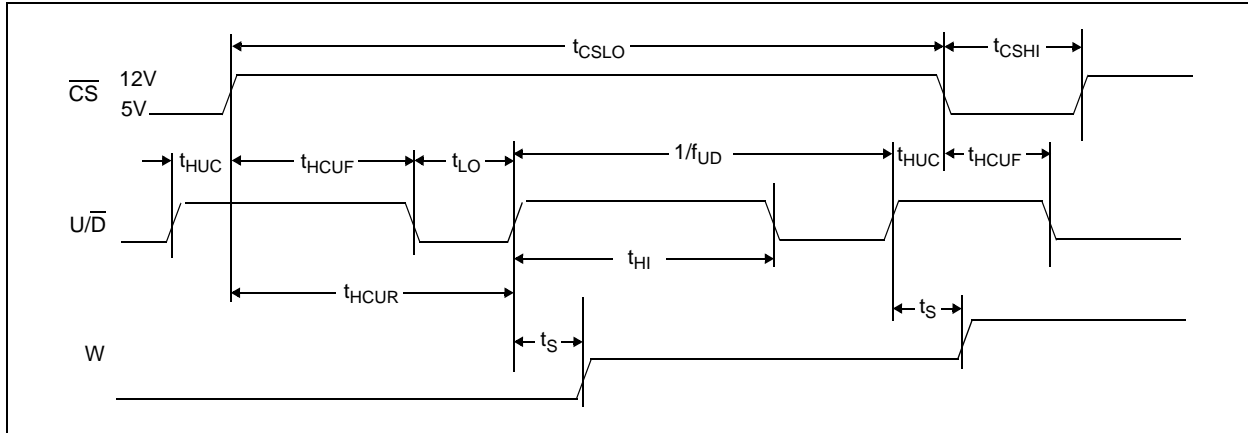 tCSLO
tCSHI
CS
12V
5V
tHUC
tHCUF
tLO
1/fUD
tHUC
tHCUF
U/D
tHI
tHCUR
tS
tS
W